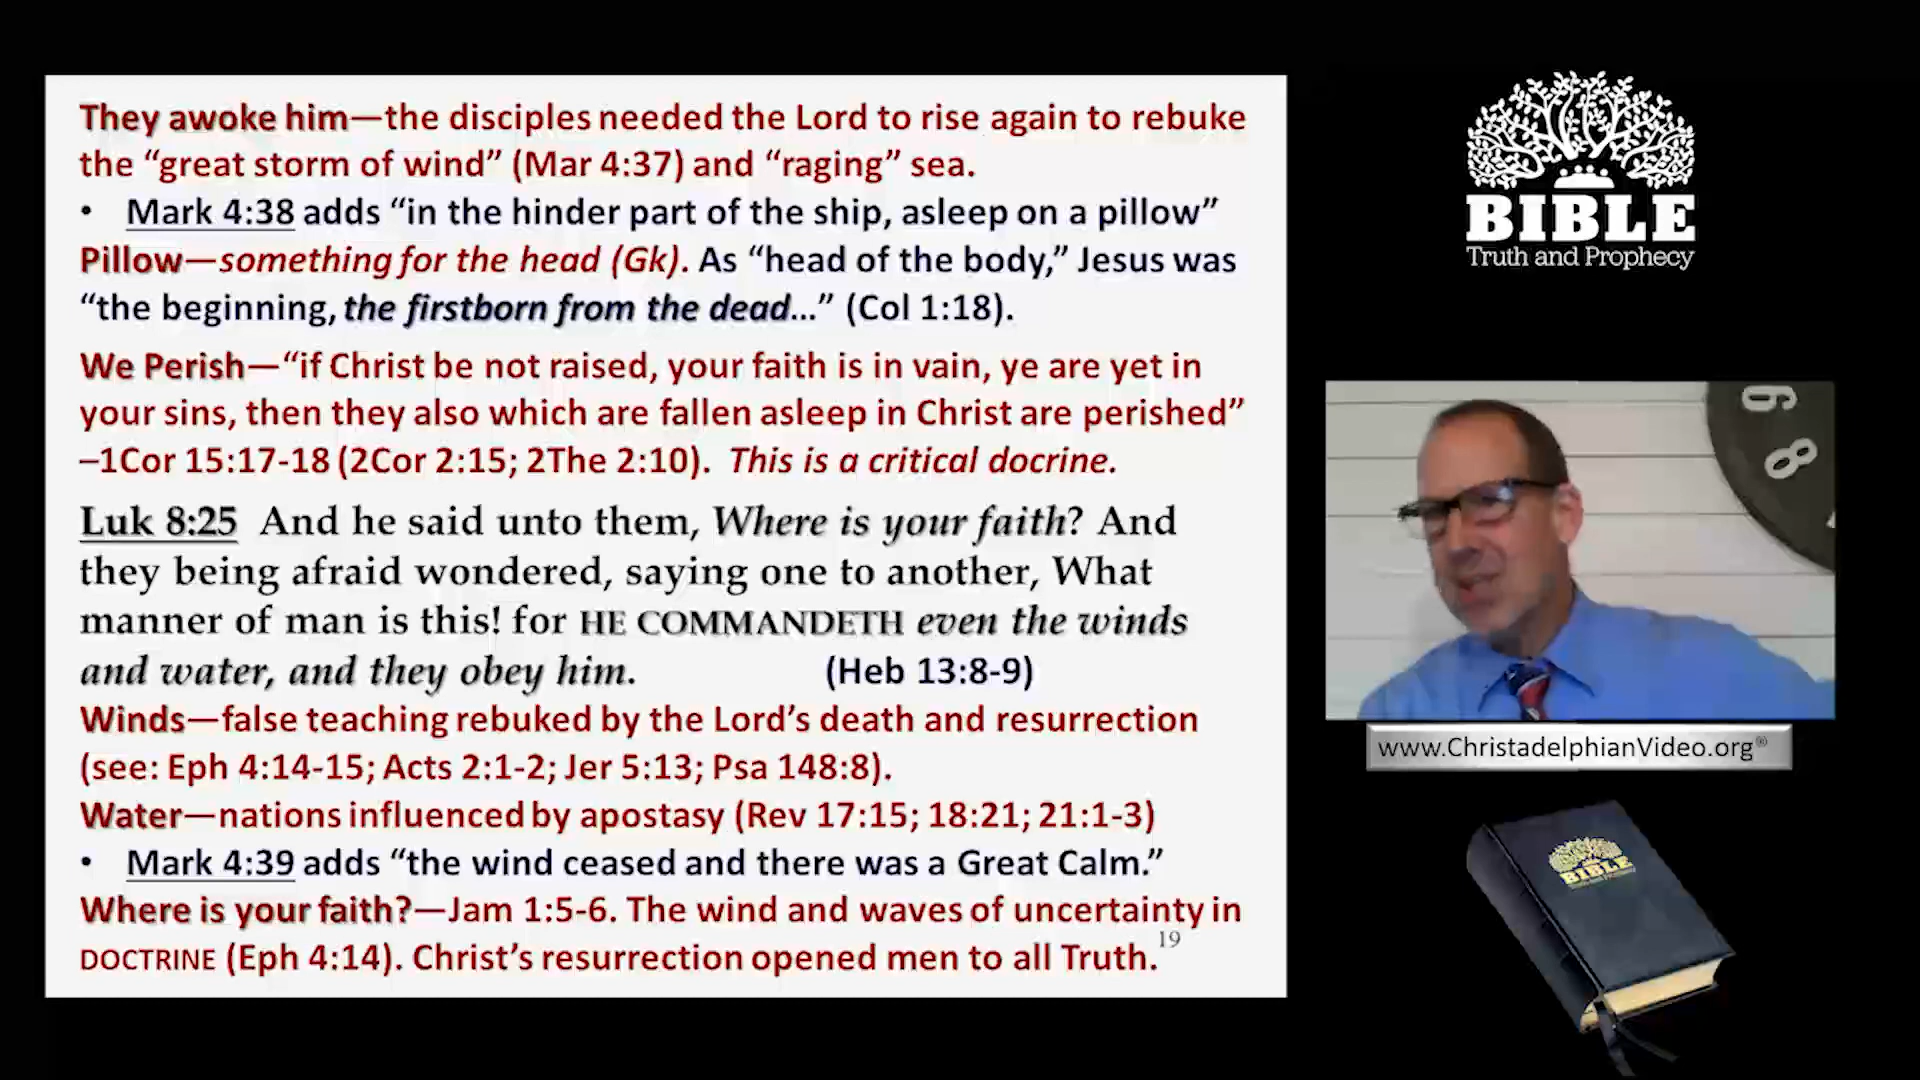 They awoke him—the disciples needed the Lord to rise again to rebuke
the “great storm of wind” (Mar 4:37) and “raging” sea.
• Mark 4:38 adds “in the hinder part of the ship, asleep on a pillow”
Pillow—something for the head (Gk). As “head of the body,” Jesus was
“the beginning, the firstborn from the dead…” (Col 1:18).
We Perish—“if Christ be not raised, your faith is in vain, ye are yet in
your sins, then they also which are fallen asleep in Christ are perished”
–1Cor 15:17-18 (2Cor 2:15; 2The 2:10). This is a critical docrine.
Luk 8:25 And he said unto them, Where is your faith? And
they being afraid wondered, saying one to another, What
manner of man is this! for HE COMMANDETH even the winds
and water, and they obey him. (Heb 13:8-9)
Winds—false teaching rebuked by the Lord’s death and resurrection
(see: Eph 4:14-15; Acts 2:1-2; Jer 5:13; Psa 148:8).
Water—nations influenced by apostasy (Rev 17:15; 18:21; 21:1-3)
• Mark 4:39 adds “the wind ceased and there was a Great Calm.”
Where is your faith?—Jam 1:5-6. The wind and waves of uncertainty in
DOCTRINE (Eph 4:14). Christ’s resurrection opened men to all Truth.
19
BIBLE
Truth and Prophecy
6
8
www.ChristadelphianVideo.org®
BIBLE